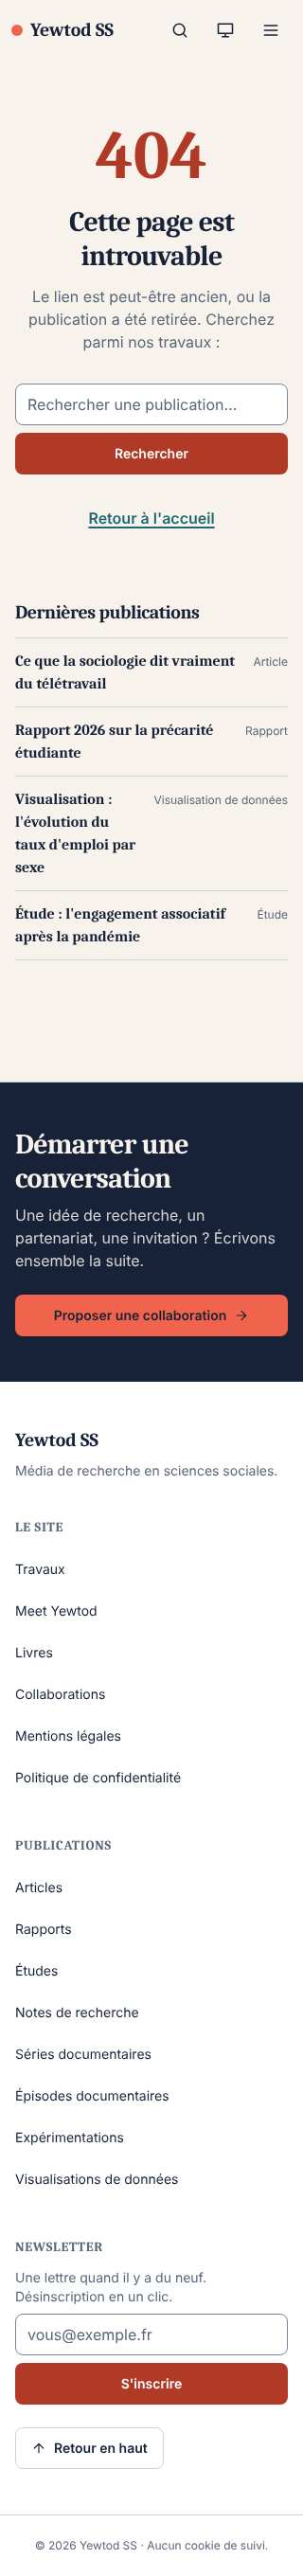 Yewtod SS
404
Cette page est
introuvable
Le lien est peut-être ancien, ou la
publication a été retirée. Cherchez
parmi nos travaux :
Rechercher une publication...
Rechercher
Retour à l'accueil
Dernières publications
Ce que la sociologie dit vraiment
du télétravail
Article
Rapport 2026 sur la précarité
étudiante
Rapport
Visualisation :
l'évolution du
taux d'emploi par
sexe
Visualisation de données
Étude : l'engagement associatif
après la pandémie
Étude
Démarrer une
conversation
Une idée de recherche, un
partenariat, une invitation ? Écrivons
ensemble la suite.
Proposer une collaboration →
Yewtod SS
Média de recherche en sciences sociales.
LE SITE
Travaux
Meet Yewtod
Livres
Collaborations
Mentions légales
Politique de confidentialité
PUBLICATIONS
Articles
Rapports
Études
Notes de recherche
Séries documentaires
Épisodes documentaires
Expérimentations
Visualisations de données
NEWSLETTER
Une lettre quand il y a du neuf.
Désinscription en un clic.
vous@exemple.fr
S'inscrire
↑ Retour en haut
© 2026 Yewtod SS · Aucun cookie de suivi.